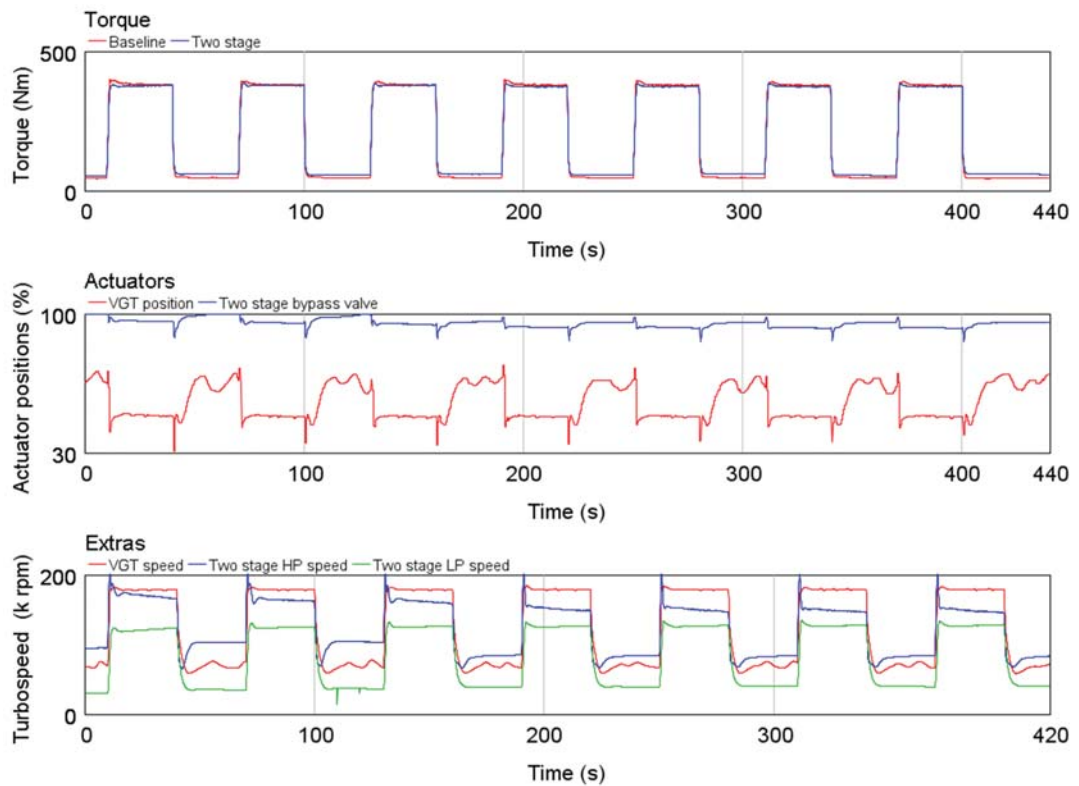 Torque
Baseline Two stage
500
Torque (Nm)
0
0 100 200 300 400 440
Time (s)
Actuators
VGT position Two stage bypass valve
100
Actuator positions (%)
30
0 100 200 300 400 440
Time (s)
Extras
VGT speed Two stage HP speed Two stage LP speed
200
Turbospeed (k rpm)
0
0 100 200 300 420
Time (s)